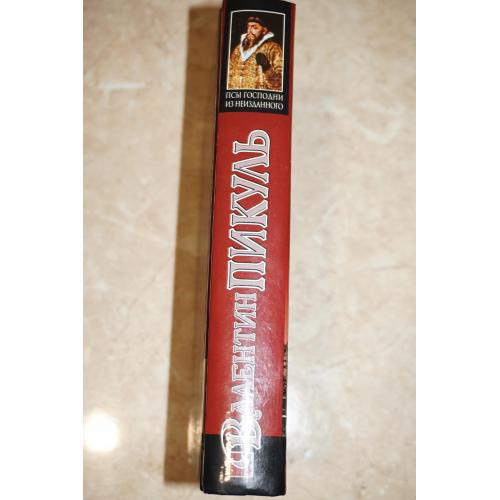 ПСЫ ГОСПОДНИ
ИЗ НЕИЗДАННОГО
ВАЛЕНТИН ПИКУЛЬ